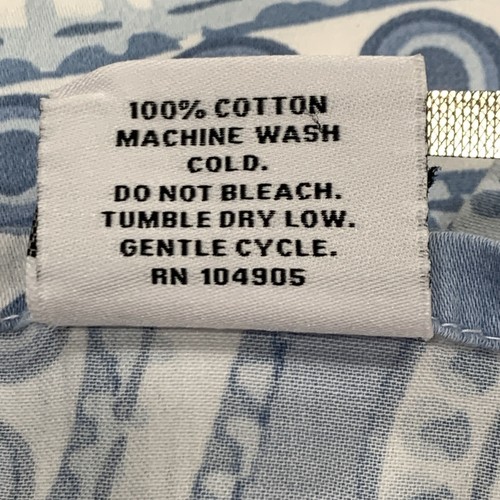 100% COTTON
MACHINE WASH
COLD.
DO NOT BLEACH.
TUMBLE DRY LOW.
GENTLE CYCLE.
RN 104905